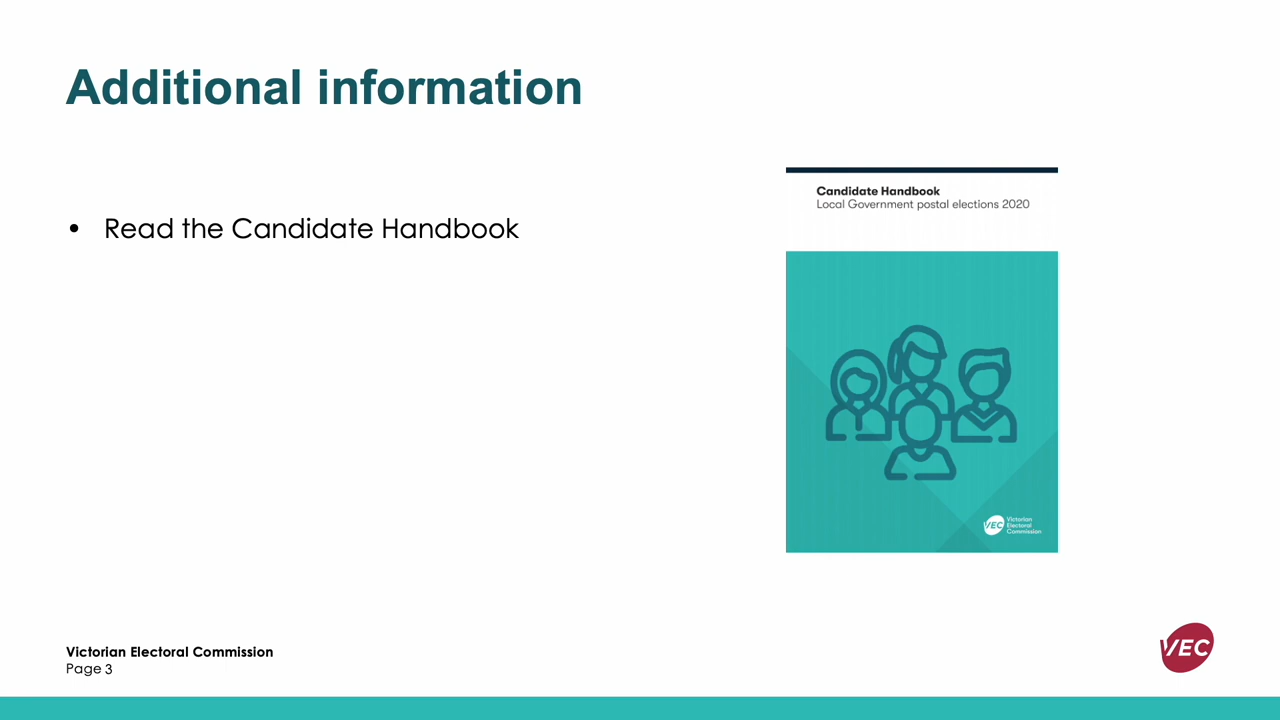 Additional information
• Read the Candidate Handbook
Candidate Handbook
Local Government postal elections 2020
VEC
Victorian
Electoral
Commission
Victorian Electoral Commission
Page 3
VEC